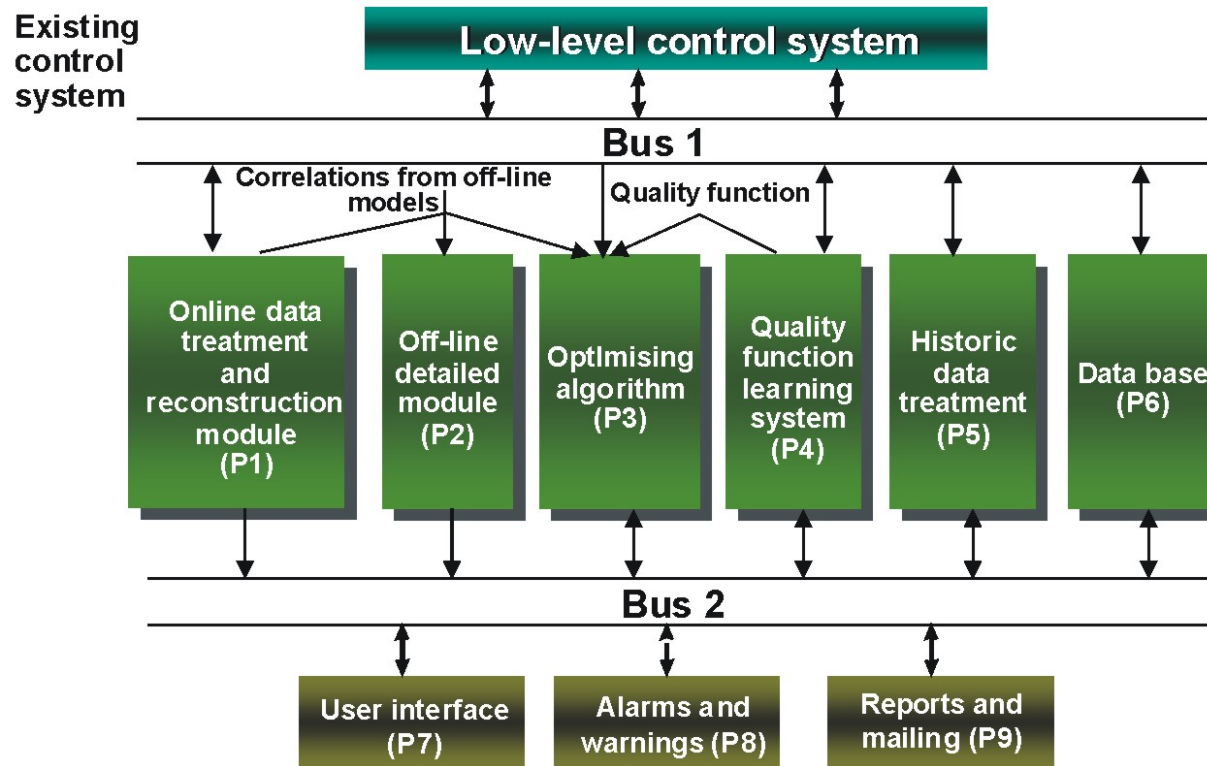 Existing
control
system
Low-level control system
Bus 1
Correlations from off-line
models
Quality function
Online data
treatment
and
reconstruction
module
(P1)
Off-line
detailed
module
(P2)
OptImising
algorithm
(P3)
Quality
function
learning
system
(P4)
Historic
data
treatment
(P5)
Data base
(P6)
Bus 2
User interface
(P7)
Alarms and
warnings (P8)
Reports and
mailing (P9)